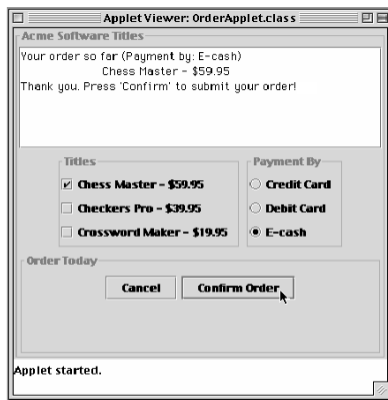 Applet Viewer: OrderApplet.class
Acme Software Titles
Your order so far (Payment by: E-cash)
Chess Master - $59.95
Thank you. Press 'Confirm' to submit your order!
Titles
Payment By
Chess Master - $59.95
Credit Card
Checkers Pro - $39.95
Debit Card
Crossword Maker - $19.95
E-cash
Order Today
Cancel
Confirm Order
Applet started.